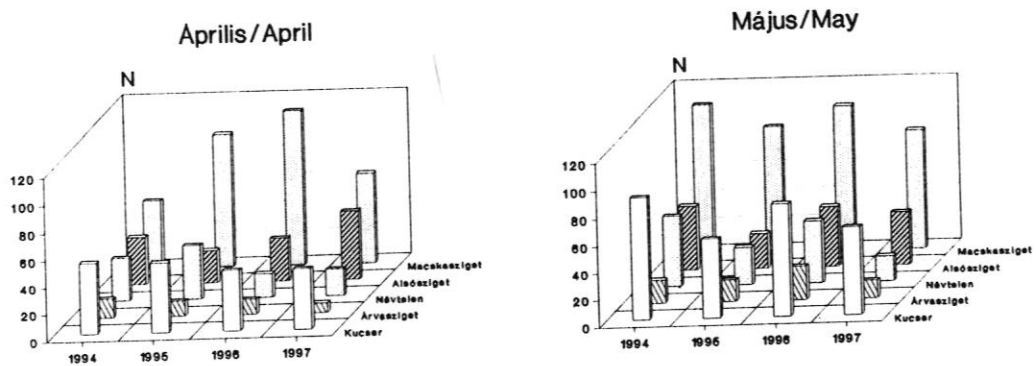 Április/April
N
120
100
80
60
40
20
0
1994
1995
1996
1997
Macskasziget
Alsósziget
Névtelen
Árvasziget
Kucser
Május/May
N
120
100
80
60
40
20
0
1994
1995
1996
1997
Macskasziget
Alsósziget
Névtelen
Árvasziget
Kucser